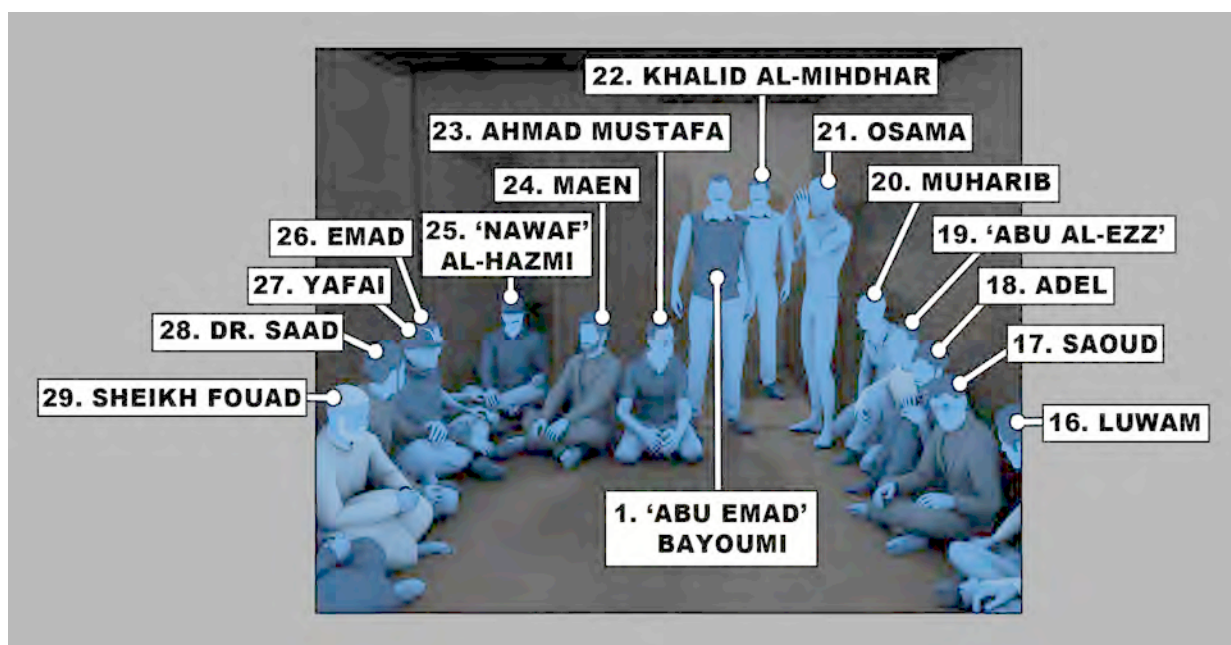 22. KHALID AL-MIHDHAR
23. AHMAD MUSTAFA
21. OSAMA
24. MAEN
20. MUHARIB
25. ‘NAWAF’
AL-HAZMI
26. EMAD
19. ‘ABU AL-EZZ’
27. YAFAI
18. ADEL
28. DR. SAAD
17. SAOUD
29. SHEIKH FOUAD
16. LUWAM
1. ‘ABU EMAD’
BAYOUMI